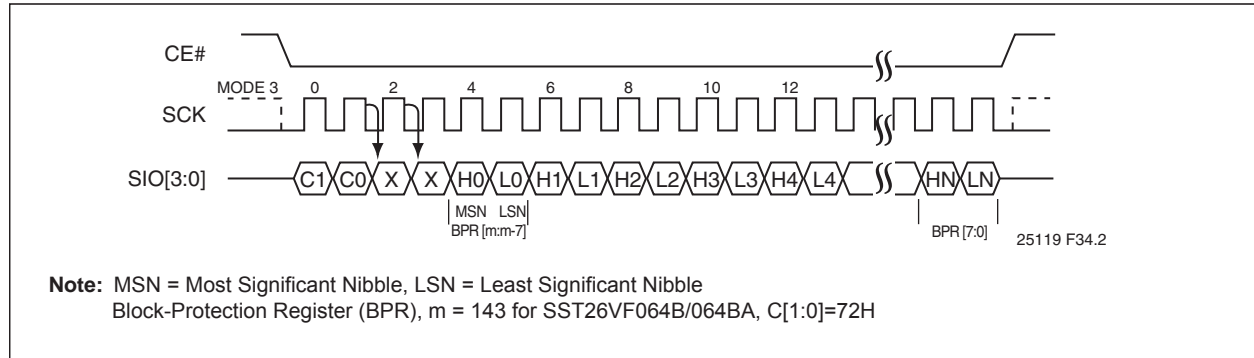 CE#
MODE 3 0 2 4 6 8 10 12
SCK
SIO[3:0] C1 C0 X X H0 L0 H1 L1 H2 L2 H3 L3 H4 L4 HN LN
MSN LSN
BPR [m:m-7] BPR [7:0]
25119 F34.2
Note: MSN = Most Significant Nibble, LSN = Least Significant Nibble
Block-Protection Register (BPR), m = 143 for SST26VF064B/064BA, C[1:0]=72H